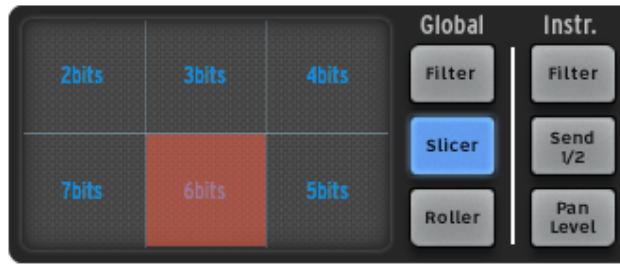 Global Instr.
2bits 3bits 4bits Filter Filter
Slicer Send
1/2
7bits 6bits 5bits Roller Pan
Level